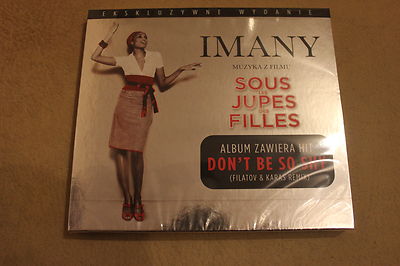 EKSKLUZYWNE WYDANIE
IMANY
MUZYKA Z FILMU
SOUS
LES
JUPES
DES
FILLES
ALBUM ZAWIERA HIT
DON'T BE SO SHY
(FILATOV & KARAS REMIX)